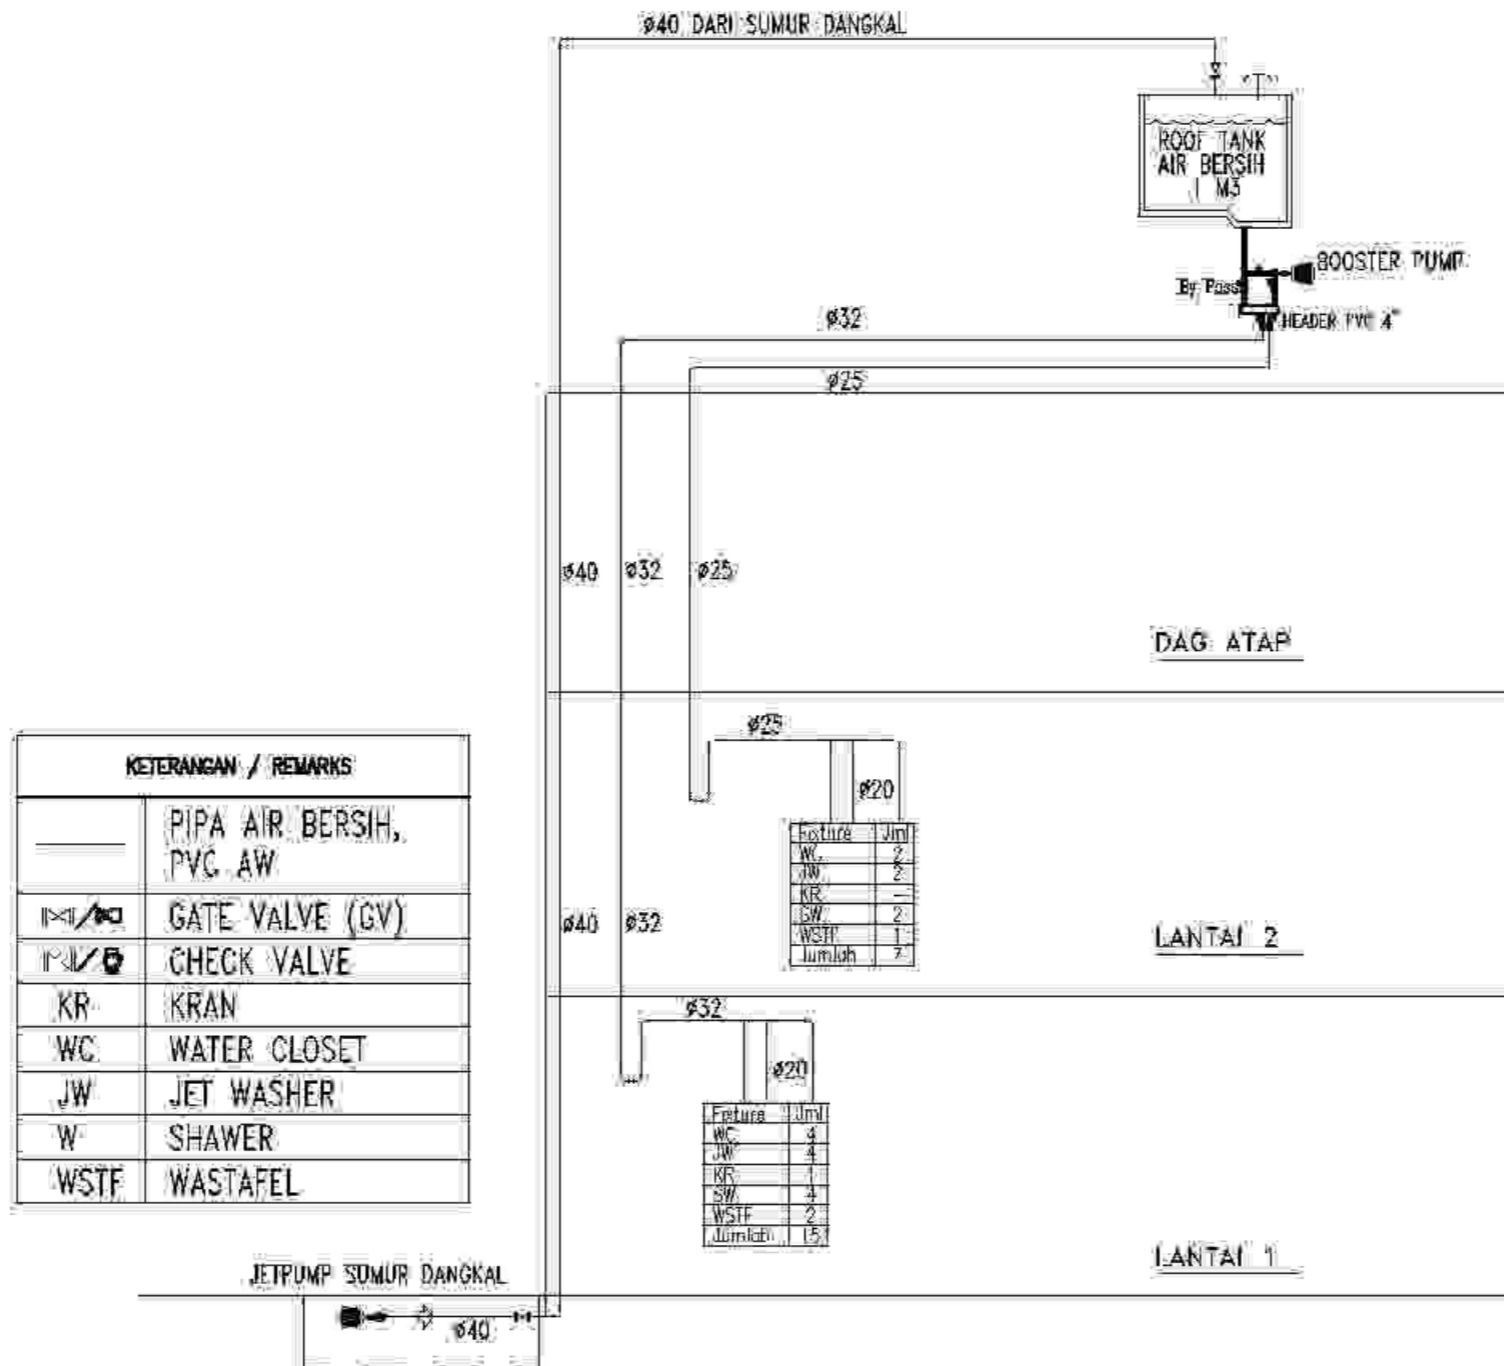 ø40 DARI SUMUR DANGKAL
ROOF TANK
AIR BERSIH
1 M3
BOOSTER PUMP
By Pass
HEADER PVC 4"
ø32
ø25
ø40 ø32 ø25
DAG ATAP
ø25
ø20
Fixture Jml
WC 2
JW 2
KR -
SW 2
WSTF 1
Jumlah 7
ø40 ø32
LANTAI 2
ø32
ø20
Fixture Jml
WC 4
JW 4
KR 1
SW 4
WSTF 2
Jumlah 15
LANTAI 1
KETERANGAN / REMARKS
PIPA AIR BERSIH,
PVC AW
GATE VALVE (GV)
CHECK VALVE
KR KRAN
WC WATER CLOSET
JW JET WASHER
W SHAWER
WSTF WASTAFEL
JETPUMP SUMUR DANGKAL
ø40